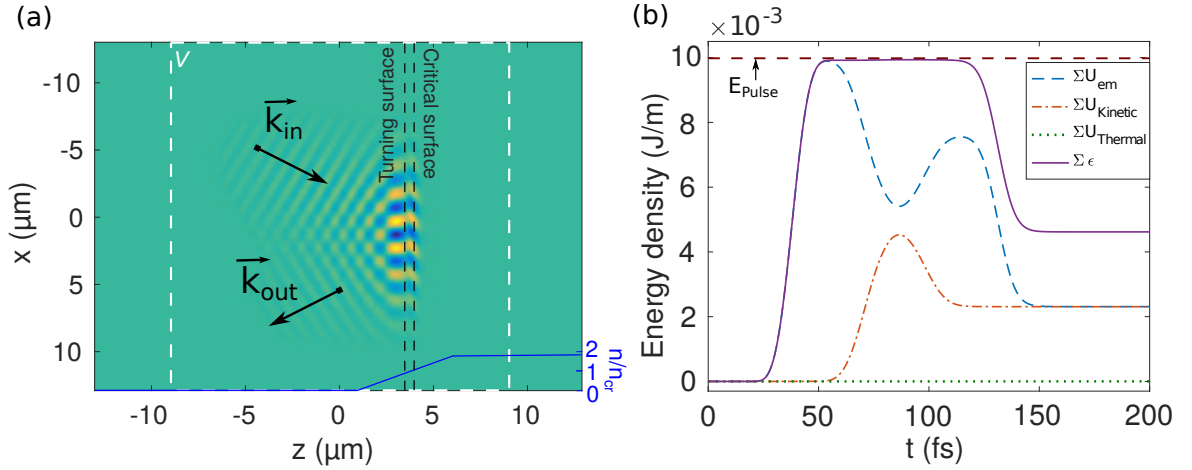 (a)
V
k_in
k_out
Turning surface
Critical surface
-10
-5
0
5
10
x (μm)
-10
-5
0
5
10
z (μm)
2
1
0
n/n_cr
(b)
×10⁻³
10
8
6
4
2
0
Energy density (J/m)
E_Pulse
ΣU_em
ΣU_Kinetic
ΣU_Thermal
Σ ϵ
0
50
100
150
200
t (fs)